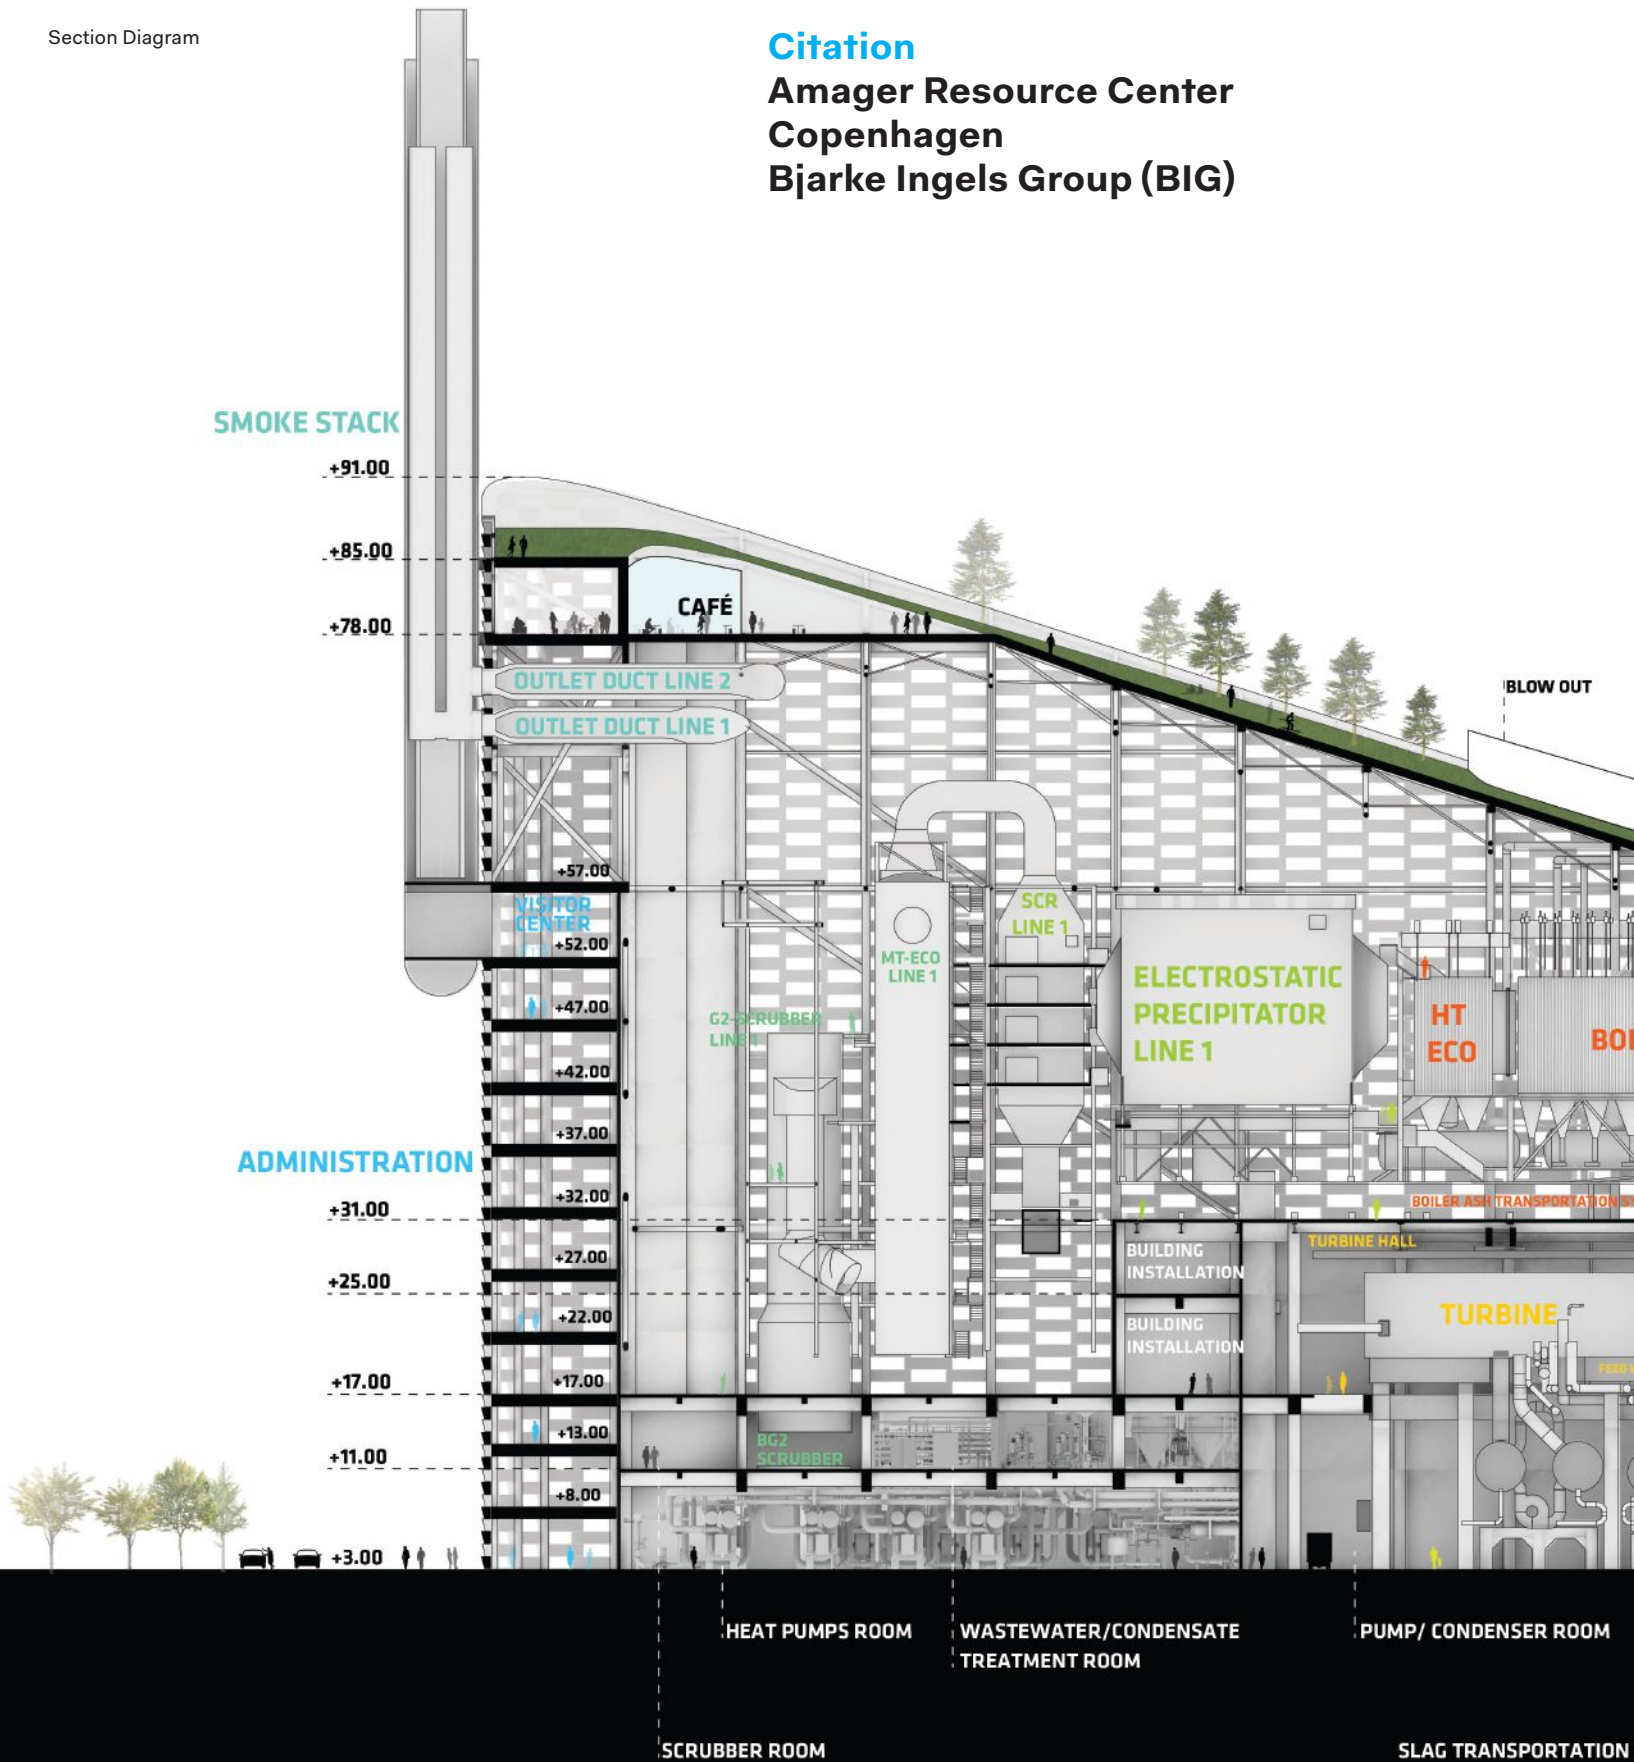 Section Diagram
Citation
Amager Resource Center
Copenhagen
Bjarke Ingels Group (BIG)
SMOKE STACK
+91.00
+85.00
CAFÉ
+78.00
OUTLET DUCT LINE 2
BLOW OUT
OUTLET DUCT LINE 1
+57.00
VISITOR
CENTER
+52.00
SCR
LINE 1
MT-ECO
LINE 1
ELECTROSTATIC
PRECIPITATOR
LINE 1
HT
ECO
BOI
+47.00
G2-SCRUBBER
LINE 1
+42.00
+37.00
ADMINISTRATION
+32.00
+31.00
BOILER ASH TRANSPORTATION SY
TURBINE HALL
+27.00
BUILDING
INSTALLATION
+25.00
+22.00
BUILDING
INSTALLATION
TURBINE
FEED
+17.00
+17.00
+13.00
BG2
SCRUBBER
+11.00
+8.00
+3.00
HEAT PUMPS ROOM
WASTEWATER/CONDENSATE
TREATMENT ROOM
PUMP/ CONDENSER ROOM
SCRUBBER ROOM
SLAG TRANSPORTATION